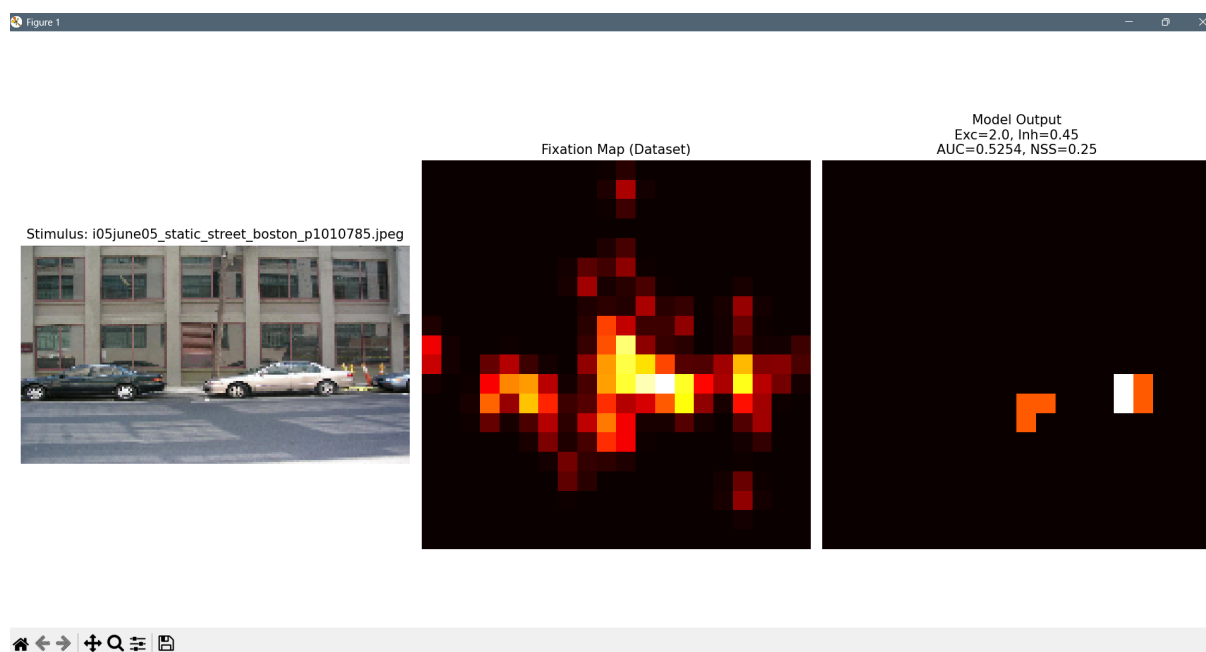 Figure 1
Stimulus: i05june05_static_street_boston_p1010785.jpeg
Fixation Map (Dataset)
Model Output
Exc=2.0, Inh=0.45
AUC=0.5254, NSS=0.25